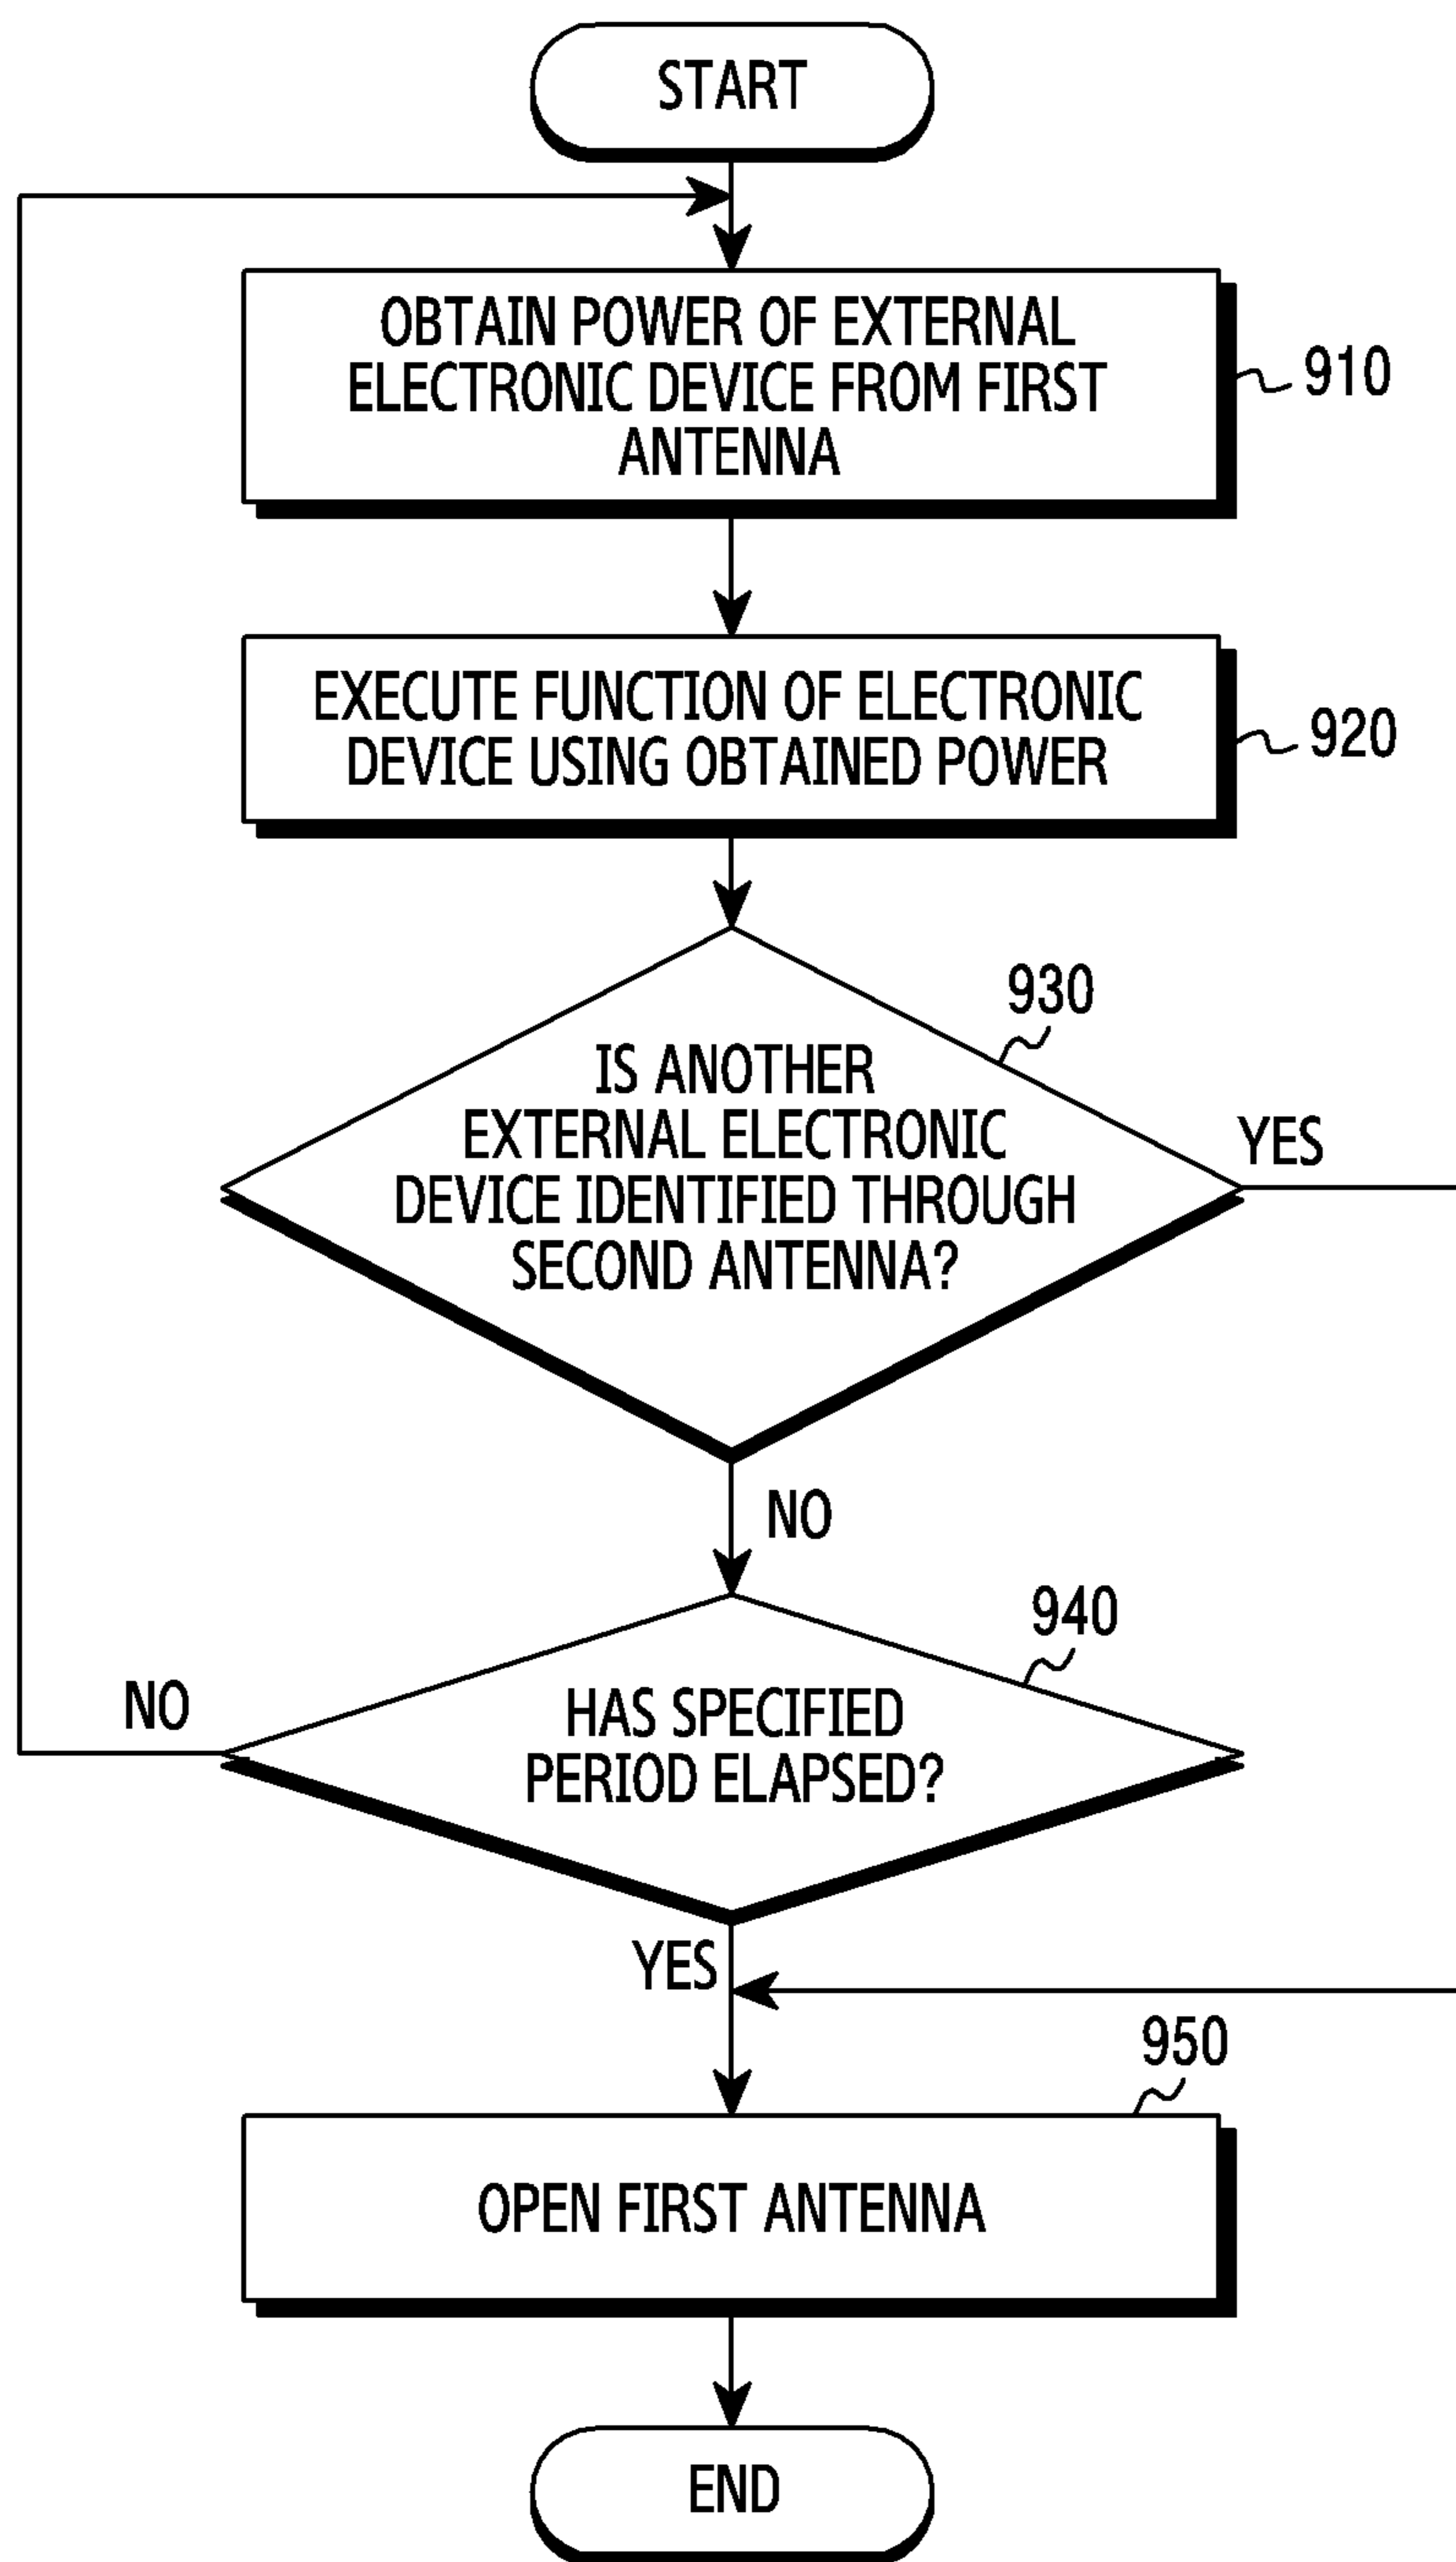 START
OBTAIN POWER OF EXTERNAL
ELECTRONIC DEVICE FROM FIRST
ANTENNA
910
EXECUTE FUNCTION OF ELECTRONIC
DEVICE USING OBTAINED POWER
920
930
IS ANOTHER
EXTERNAL ELECTRONIC
DEVICE IDENTIFIED THROUGH
SECOND ANTENNA?
YES
NO
940
HAS SPECIFIED
PERIOD ELAPSED?
NO
YES
950
OPEN FIRST ANTENNA
END